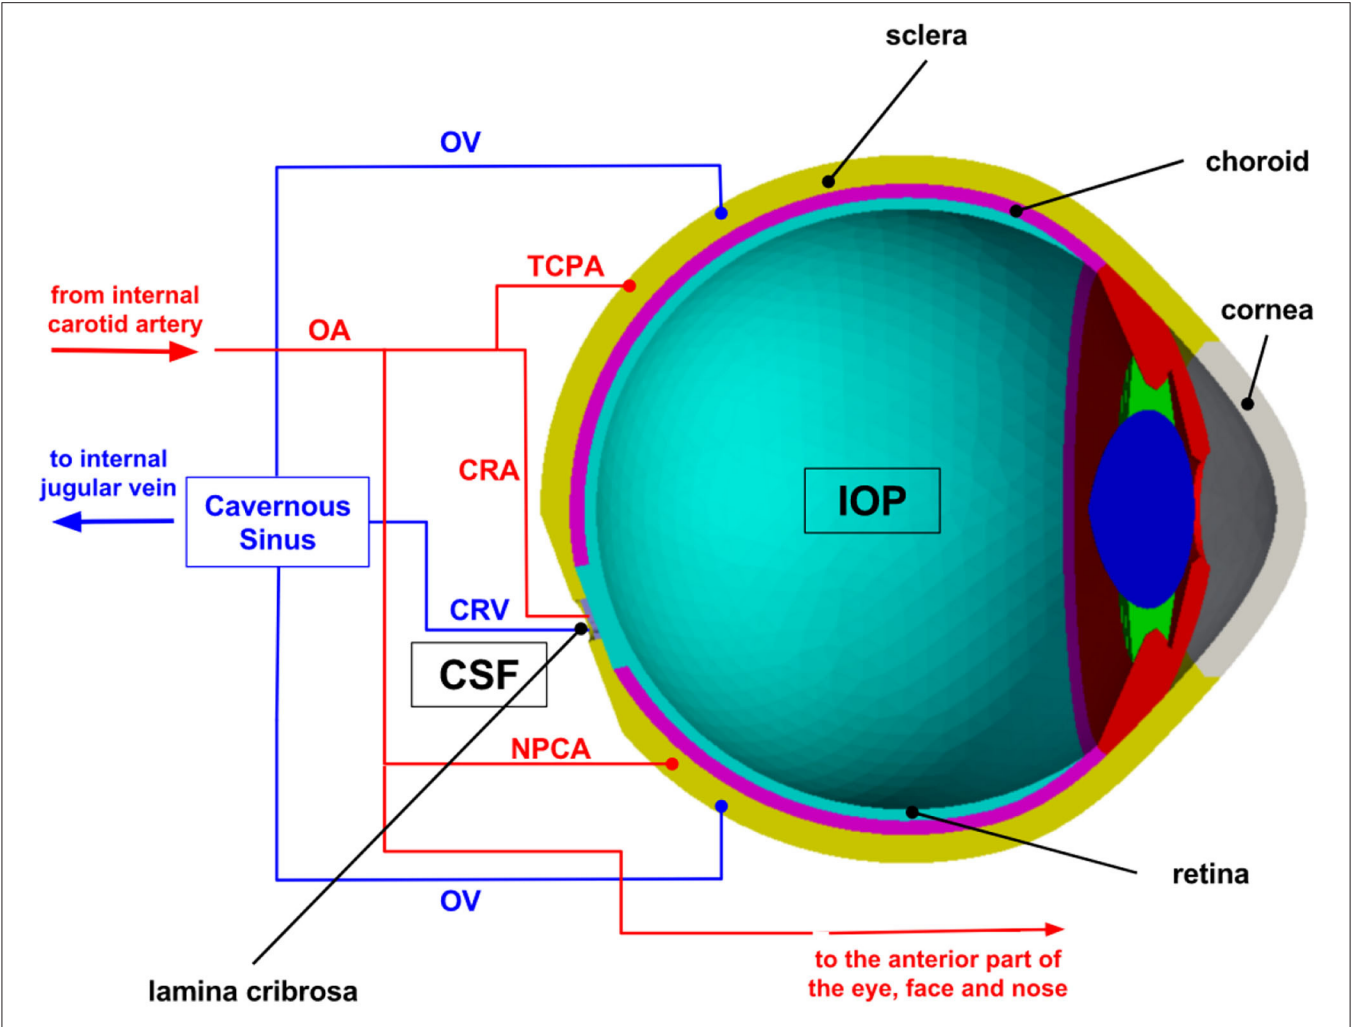 sclera
OV
choroid
TCPA
from internal
carotid artery
OA
cornea
to internal
jugular vein
CRA
Cavernous
Sinus
IOP
CRV
CSF
NPCA
retina
OV
to the anterior part of
the eye, face and nose
lamina cribrosa